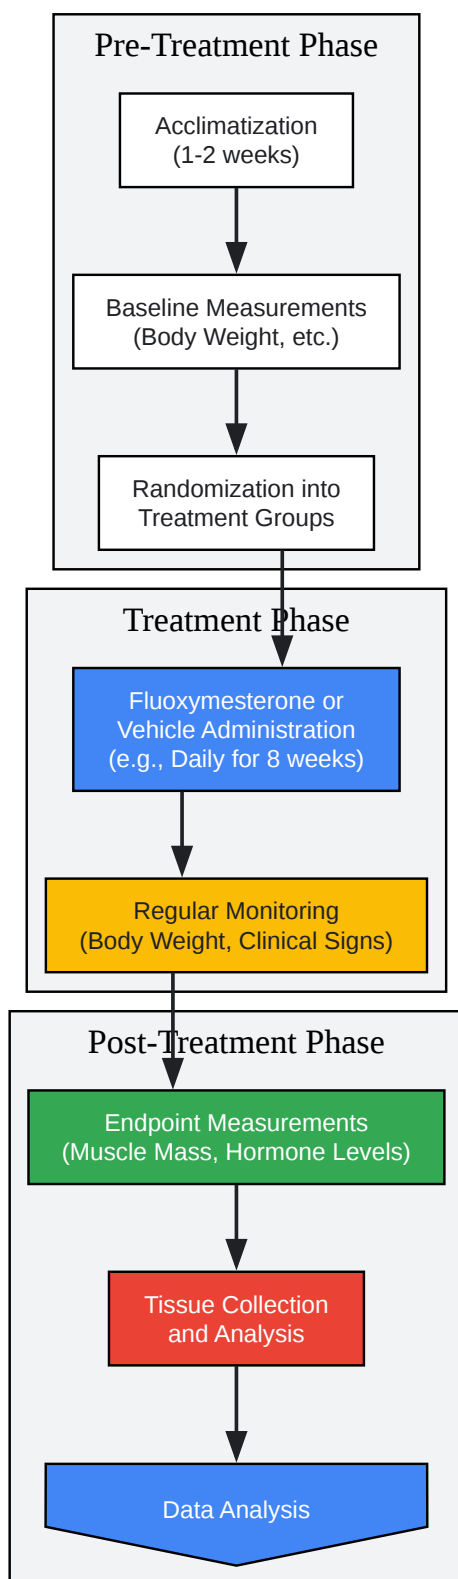 Pre-Treatment Phase
Acclimatization
(1-2 weeks)
Baseline Measurements
(Body Weight, etc.)
Randomization into
Treatment Groups
Treatment Phase
Fluoxymesterone or
Vehicle Administration
(e.g., Daily for 8 weeks)
Regular Monitoring
(Body Weight, Clinical Signs)
Post-Treatment Phase
Endpoint Measurements
(Muscle Mass, Hormone Levels)
Tissue Collection
and Analysis
Data Analysis